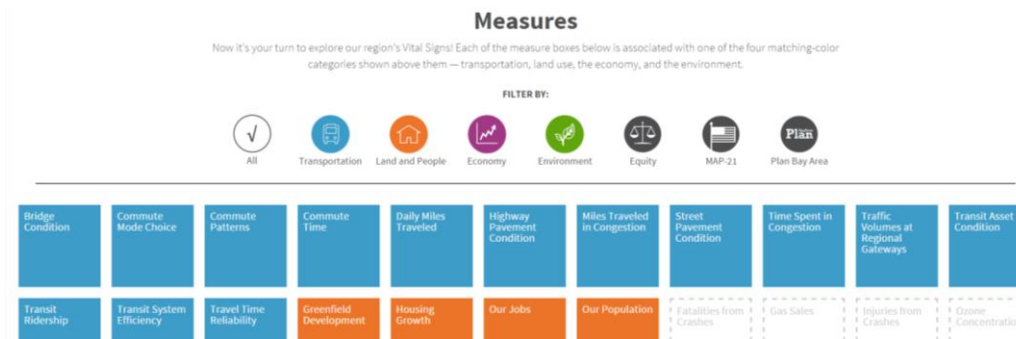 Measures
Now it's your turn to explore our region's Vital Signs! Each of the measure boxes below is associated with one of the four matching-color
categories shown above them — transportation, land use, the economy, and the environment.
FILTER BY:
All
Transportation
Land and People
Economy
Environment
Equity
MAP-21
Plan
Plan Bay Area
Bridge
Condition
Commute
Mode Choice
Commute
Patterns
Commute
Time
Daily Miles
Traveled
Highway
Pavement
Condition
Miles Traveled
in Congestion
Street
Pavement
Condition
Time Spent in
Congestion
Traffic
Volumes at
Regional
Gateways
Transit Asset
Condition
Transit
Ridership
Transit System
Efficiency
Travel Time
Reliability
Greenfield
Development
Housing
Growth
Our Jobs
Our Population
Fatalities from
Crashes
Gas Sales
Injuries from
Crashes
Ozone
Concentratio